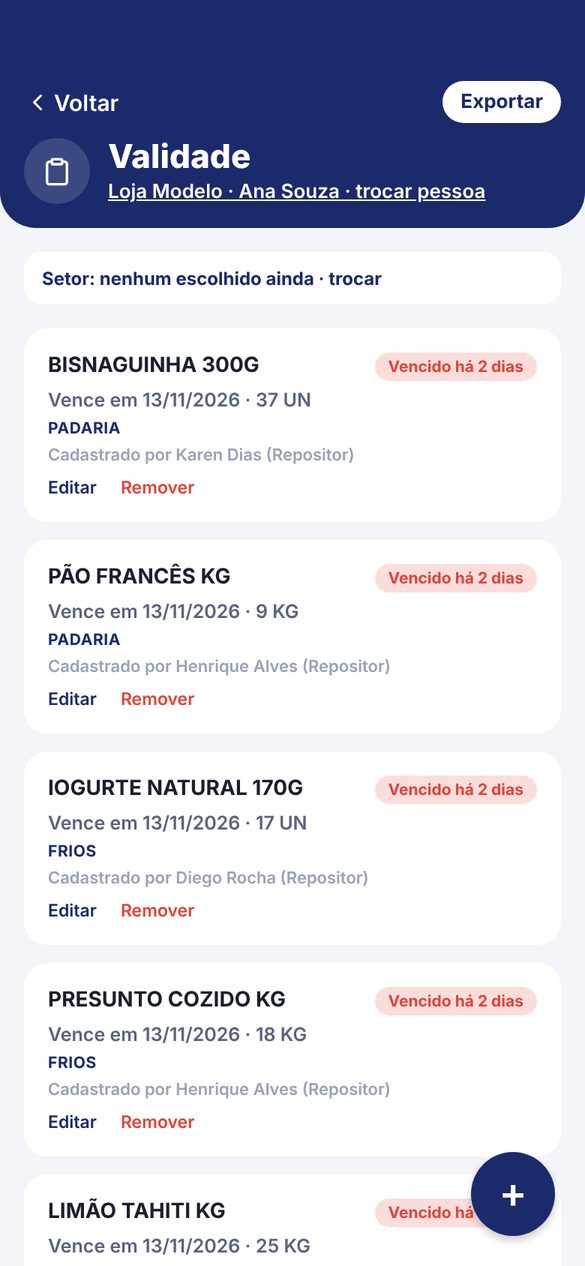 Voltar
Exportar
Validade
Loja Modelo · Ana Souza · trocar pessoa
Setor: nenhum escolhido ainda · trocar
BISNAGUINHA 300G
Vencido há 2 dias
Vence em 13/11/2026 · 37 UN
PADARIA
Cadastrado por Karen Dias (Repositor)
Editar Remover
PÃO FRANCÊS KG
Vencido há 2 dias
Vence em 13/11/2026 · 9 KG
PADARIA
Cadastrado por Henrique Alves (Repositor)
Editar Remover
IOGURTE NATURAL 170G
Vencido há 2 dias
Vence em 13/11/2026 · 17 UN
FRIOS
Cadastrado por Diego Rocha (Repositor)
Editar Remover
PRESUNTO COZIDO KG
Vencido há 2 dias
Vence em 13/11/2026 · 18 KG
FRIOS
Cadastrado por Henrique Alves (Repositor)
Editar Remover
LIMÃO TAHITI KG
Vencido há
Vence em 13/11/2026 · 25 KG
+